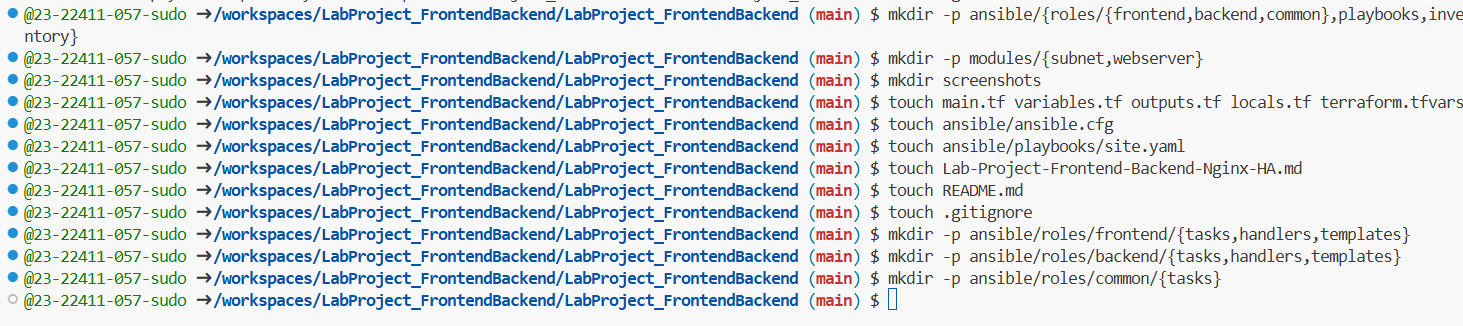 @23-22411-057-sudo ➜/workspaces/LabProject_FrontendBackend/LabProject_FrontendBackend (main) $ mkdir -p ansible/{roles/{frontend,backend,common},playbooks,inve
ntory}
@23-22411-057-sudo ➜/workspaces/LabProject_FrontendBackend/LabProject_FrontendBackend (main) $ mkdir -p modules/{subnet,webserver}
@23-22411-057-sudo ➜/workspaces/LabProject_FrontendBackend/LabProject_FrontendBackend (main) $ mkdir screenshots
@23-22411-057-sudo ➜/workspaces/LabProject_FrontendBackend/LabProject_FrontendBackend (main) $ touch main.tf variables.tf outputs.tf locals.tf terraform.tfvars
@23-22411-057-sudo ➜/workspaces/LabProject_FrontendBackend/LabProject_FrontendBackend (main) $ touch ansible/ansible.cfg
@23-22411-057-sudo ➜/workspaces/LabProject_FrontendBackend/LabProject_FrontendBackend (main) $ touch ansible/playbooks/site.yaml
@23-22411-057-sudo ➜/workspaces/LabProject_FrontendBackend/LabProject_FrontendBackend (main) $ touch Lab-Project-Frontend-Backend-Nginx-HA.md
@23-22411-057-sudo ➜/workspaces/LabProject_FrontendBackend/LabProject_FrontendBackend (main) $ touch README.md
@23-22411-057-sudo ➜/workspaces/LabProject_FrontendBackend/LabProject_FrontendBackend (main) $ touch .gitignore
@23-22411-057-sudo ➜/workspaces/LabProject_FrontendBackend/LabProject_FrontendBackend (main) $ mkdir -p ansible/roles/frontend/{tasks,handlers,templates}
@23-22411-057-sudo ➜/workspaces/LabProject_FrontendBackend/LabProject_FrontendBackend (main) $ mkdir -p ansible/roles/backend/{tasks,handlers,templates}
@23-22411-057-sudo ➜/workspaces/LabProject_FrontendBackend/LabProject_FrontendBackend (main) $ mkdir -p ansible/roles/common/{tasks}
@23-22411-057-sudo ➜/workspaces/LabProject_FrontendBackend/LabProject_FrontendBackend (main) $